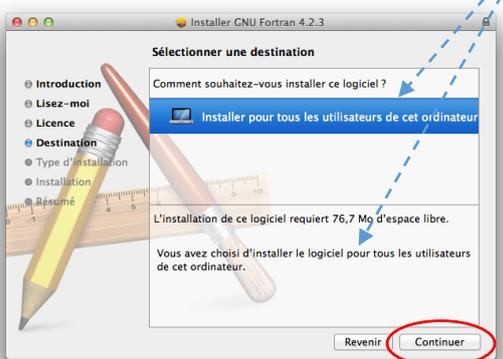 Installer GNU Fortran 4.2.3
Sélectionner une destination
Introduction
Lisez-moi
Licence
Destination
Type d'installation
Installation
Résumé
Comment souhaitez-vous installer ce logiciel ?
Installer pour tous les utilisateurs de cet ordinateur
L'installation de ce logiciel requiert 76,7 Mo d'espace libre.
Vous avez choisi d'installer le logiciel pour tous les utilisateurs
de cet ordinateur.
Revenir
Continuer